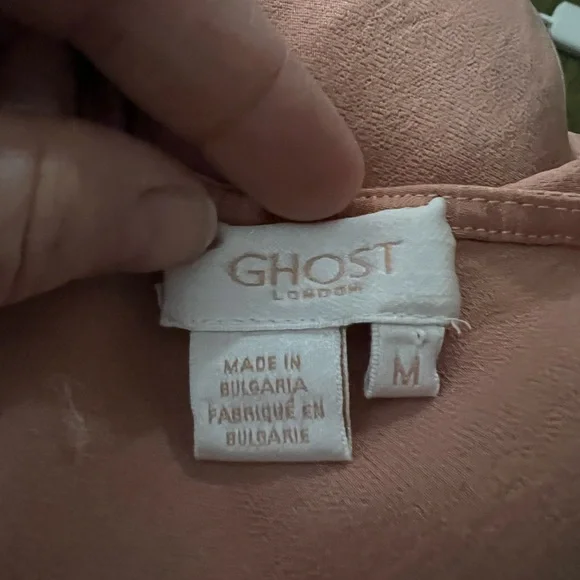 GHOST
LONDON
MADE IN
BULGARIA
FABRIQUÉ EN
BULGARIE
M